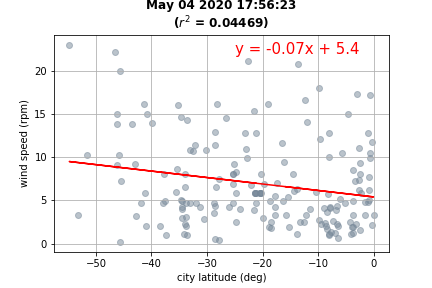 May 04 2020 17:56:23
(r² = 0.04469)
y = -0.07x + 5.4
20
15
10
5
0
wind speed (rpm)
−50 −40 −30 −20 −10 0
city latitude (deg)